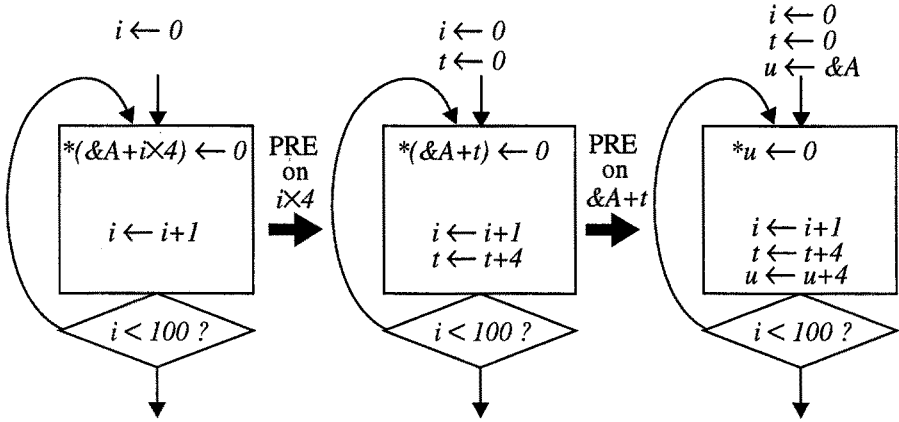 i ← 0
*(&A+i×4) ← 0
i ← i+1
i < 100 ?
PRE
on
i×4
i ← 0
t ← 0
*(&A+t) ← 0
i ← i+1
t ← t+4
i < 100 ?
PRE
on
&A+t
i ← 0
t ← 0
u ← &A
*u ← 0
i ← i+1
t ← t+4
u ← u+4
i < 100 ?